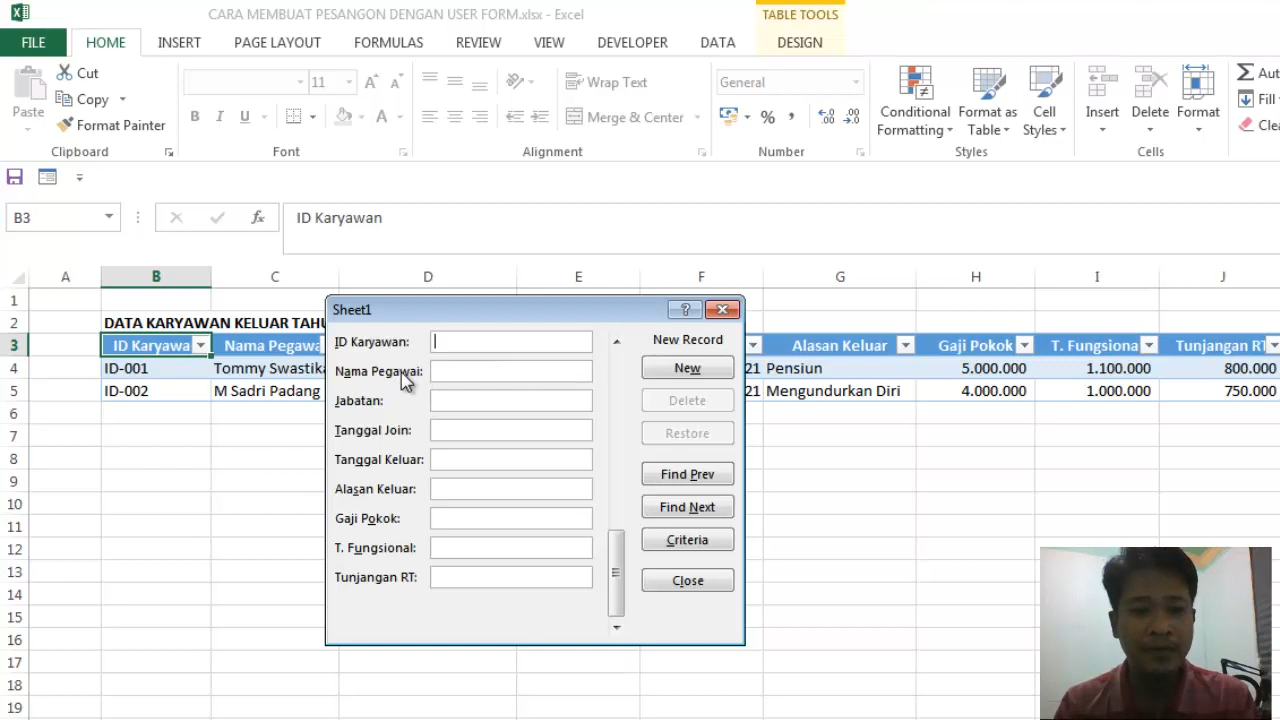 CARA MEMBUAT PESANGON DENGAN USER FORM.xlsx - Excel
TABLE TOOLS
FILE HOME INSERT PAGE LAYOUT FORMULAS REVIEW VIEW DEVELOPER DATA DESIGN
Paste
Cut
Copy
Format Painter
Clipboard
11
B I U
Font
Wrap Text
Merge & Center
Alignment
General
Number
Conditional Formatting
Format as Table
Cell Styles
Styles
Insert
Delete
Format
Cells
Fill
B3
fx
ID Karyawan
A B C D E F G H I J
1
2 DATA KARYAWAN KELUAR
3 ID Karyawa Alasan Keluar Gaji Pokok T. Fungsiona Tunjangan RT
4 ID-001 Tommy Swastika 21 Pensiun 5.000.000 1.100.000 800.000
5 ID-002 M Sadri Padang 21 Mengundurkan Diri 4.000.000 1.000.000 750.000
6
7
8
9
10
11
12
13
14
15
16
17
18
19
Sheet1
ID Karyawan:
Nama Pegawai:
Jabatan:
Tanggal Join:
Tanggal Keluar:
Alasan Keluar:
Gaji Pokok:
T. Fungsional:
Tunjangan RT:
New Record
New
Delete
Restore
Find Prev
Find Next
Criteria
Close